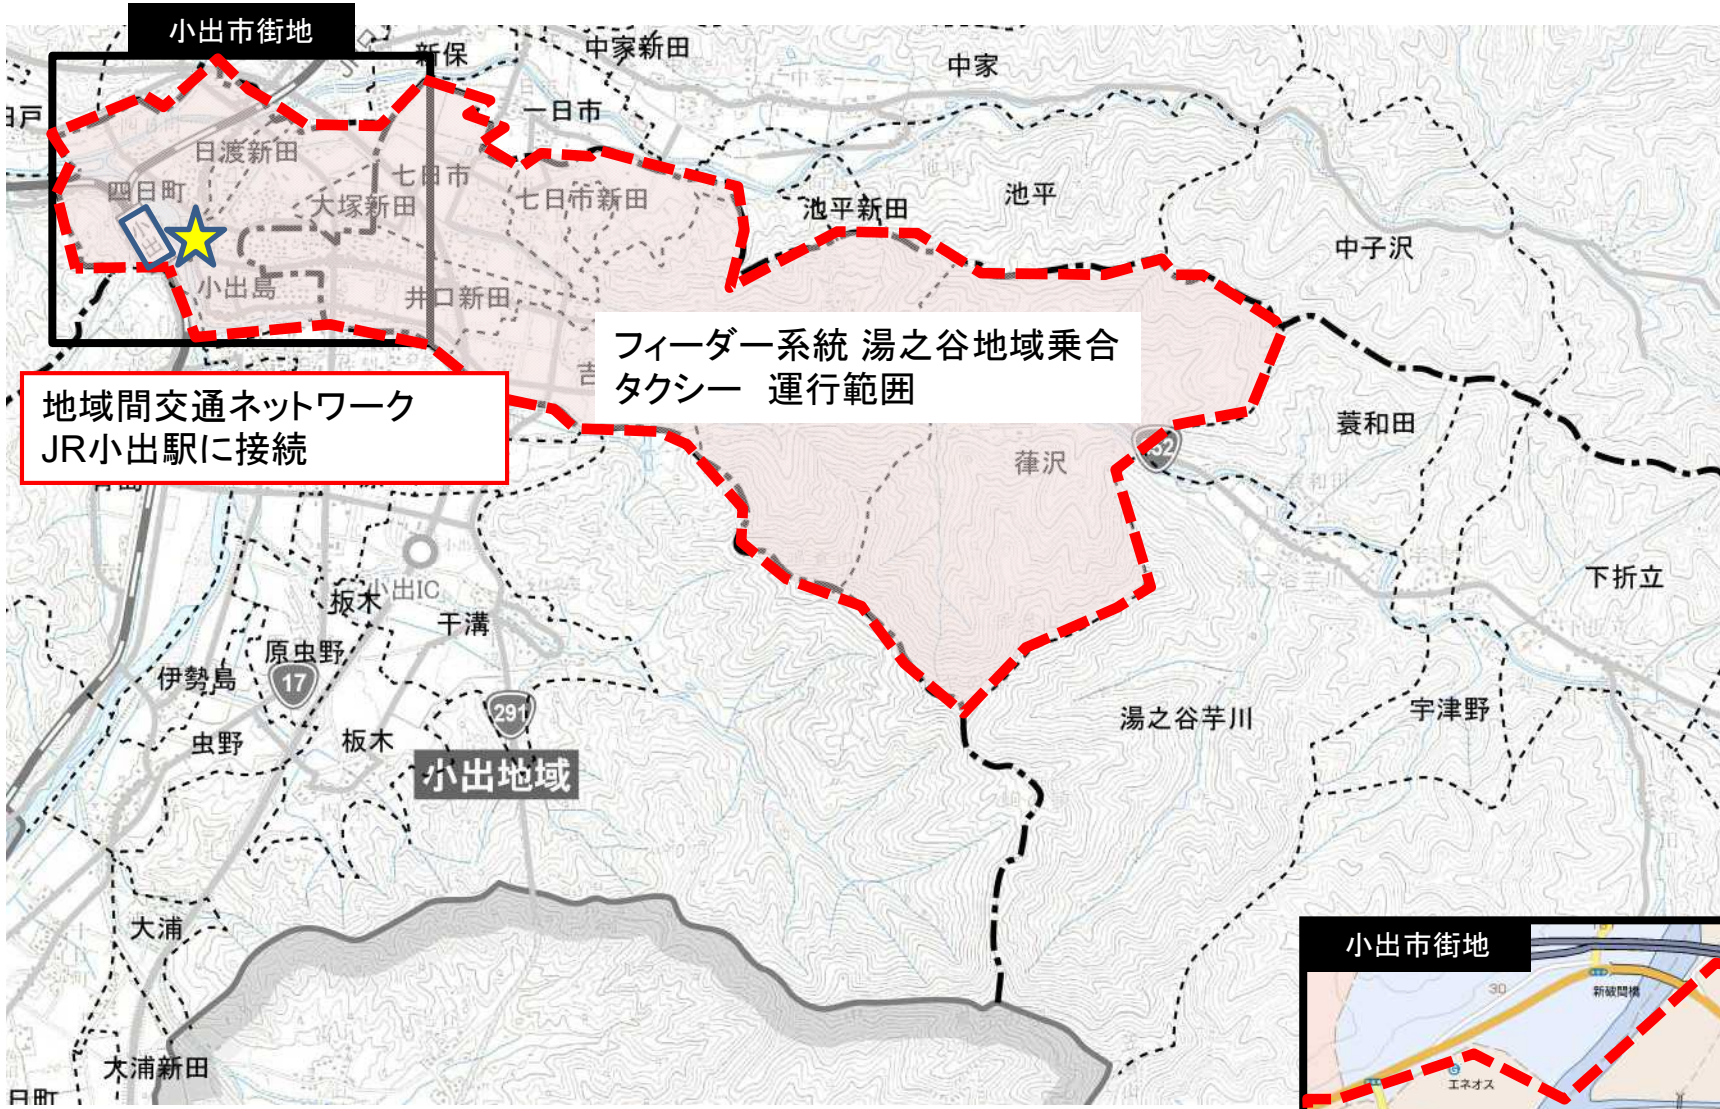 小出市街地
新保
中家新田
中家
一日市
日渡新田
七日市
四日町
大塚新田
七日市新田
池平新田
池平
中子沢
小出島
井口新田
フィーダー系統 湯之谷地域乗合
タクシー 運行範囲
地域間交通ネットワーク
JR小出駅に接続
蓑和田
葎沢
小出IC
板木
干溝
下折立
原虫野
伊勢島
17
291
虫野
板木
湯之谷芋川
宇津野
小出地域
大浦
小出市街地
30
新破間橋
エネオス
大浦新田
日町